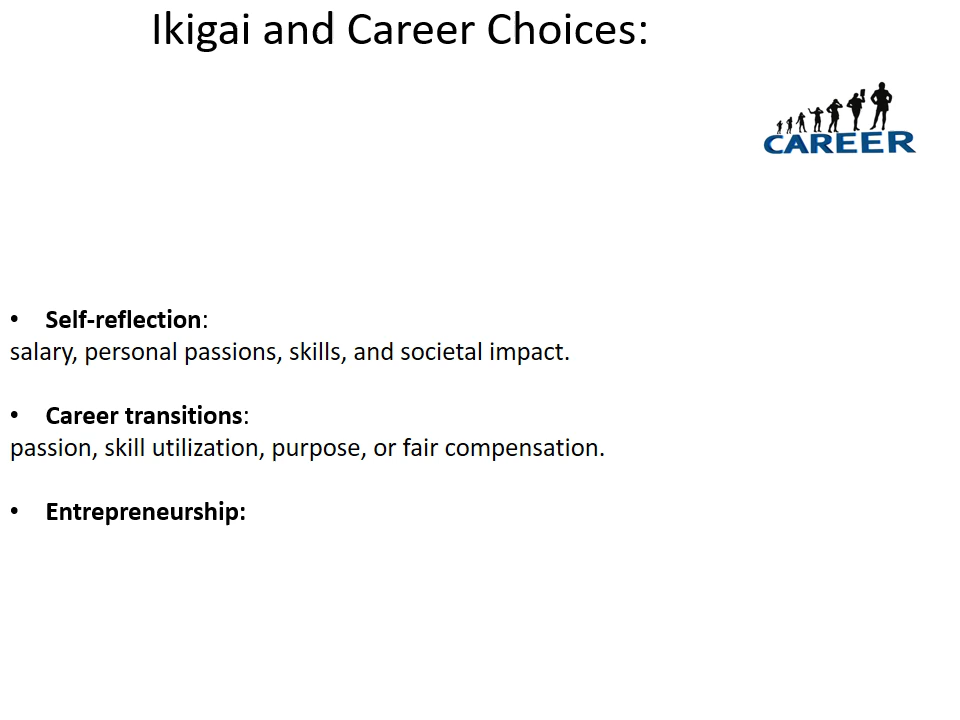 Ikigai and Career Choices:
CAREER
• Self-reflection:
salary, personal passions, skills, and societal impact.
• Career transitions:
passion, skill utilization, purpose, or fair compensation.
• Entrepreneurship: